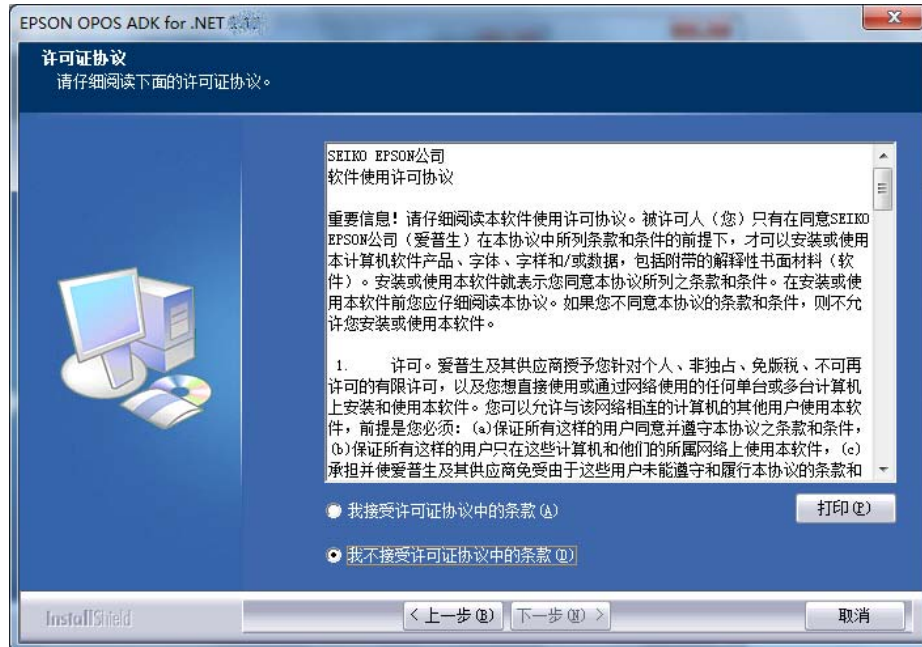 EPSON OPOS ADK for .NET
许可证协议
请仔细阅读下面的许可证协议。
SEIKO EPSON公司
软件使用许可协议
重要信息！请仔细阅读本软件使用许可协议。被许可人（您）只有在同意SEIKO
EPSON公司（爱普生）在本协议中所列条款和条件的前提下，才可以安装或使用
本计算机软件产品、字体、字样和/或数据，包括附带的解释性书面材料（软
件）。安装或使用本软件就表示您同意本协议所列之条款和条件。在安装或使
用本软件前您应仔细阅读本协议。如果您不同意本协议的条款和条件，则不允
许您安装或使用本软件。
1. 许可。爱普生及其供应商授予您针对个人、非独占、免版税、不可再
许可的有限许可，以及您想直接使用或通过网络使用的任何单台或多台计算机
上安装和使用本软件。您可以允许与该网络相连的计算机的其他用户使用本软
件，前提是您必须：(a)保证所有这样的用户同意并遵守本协议之条款和条件，
(b)保证所有这样的用户只在这些计算机和他们的所属网络上使用本软件，(c)
承担并使爱普生及其供应商免受由于这些用户未能遵守和履行本协议的条款和
我接受许可证协议中的条款(A)
打印(P)
我不接受许可证协议中的条款(D)
InstallShield
< 上一步(B)
下一步(N) >
取消